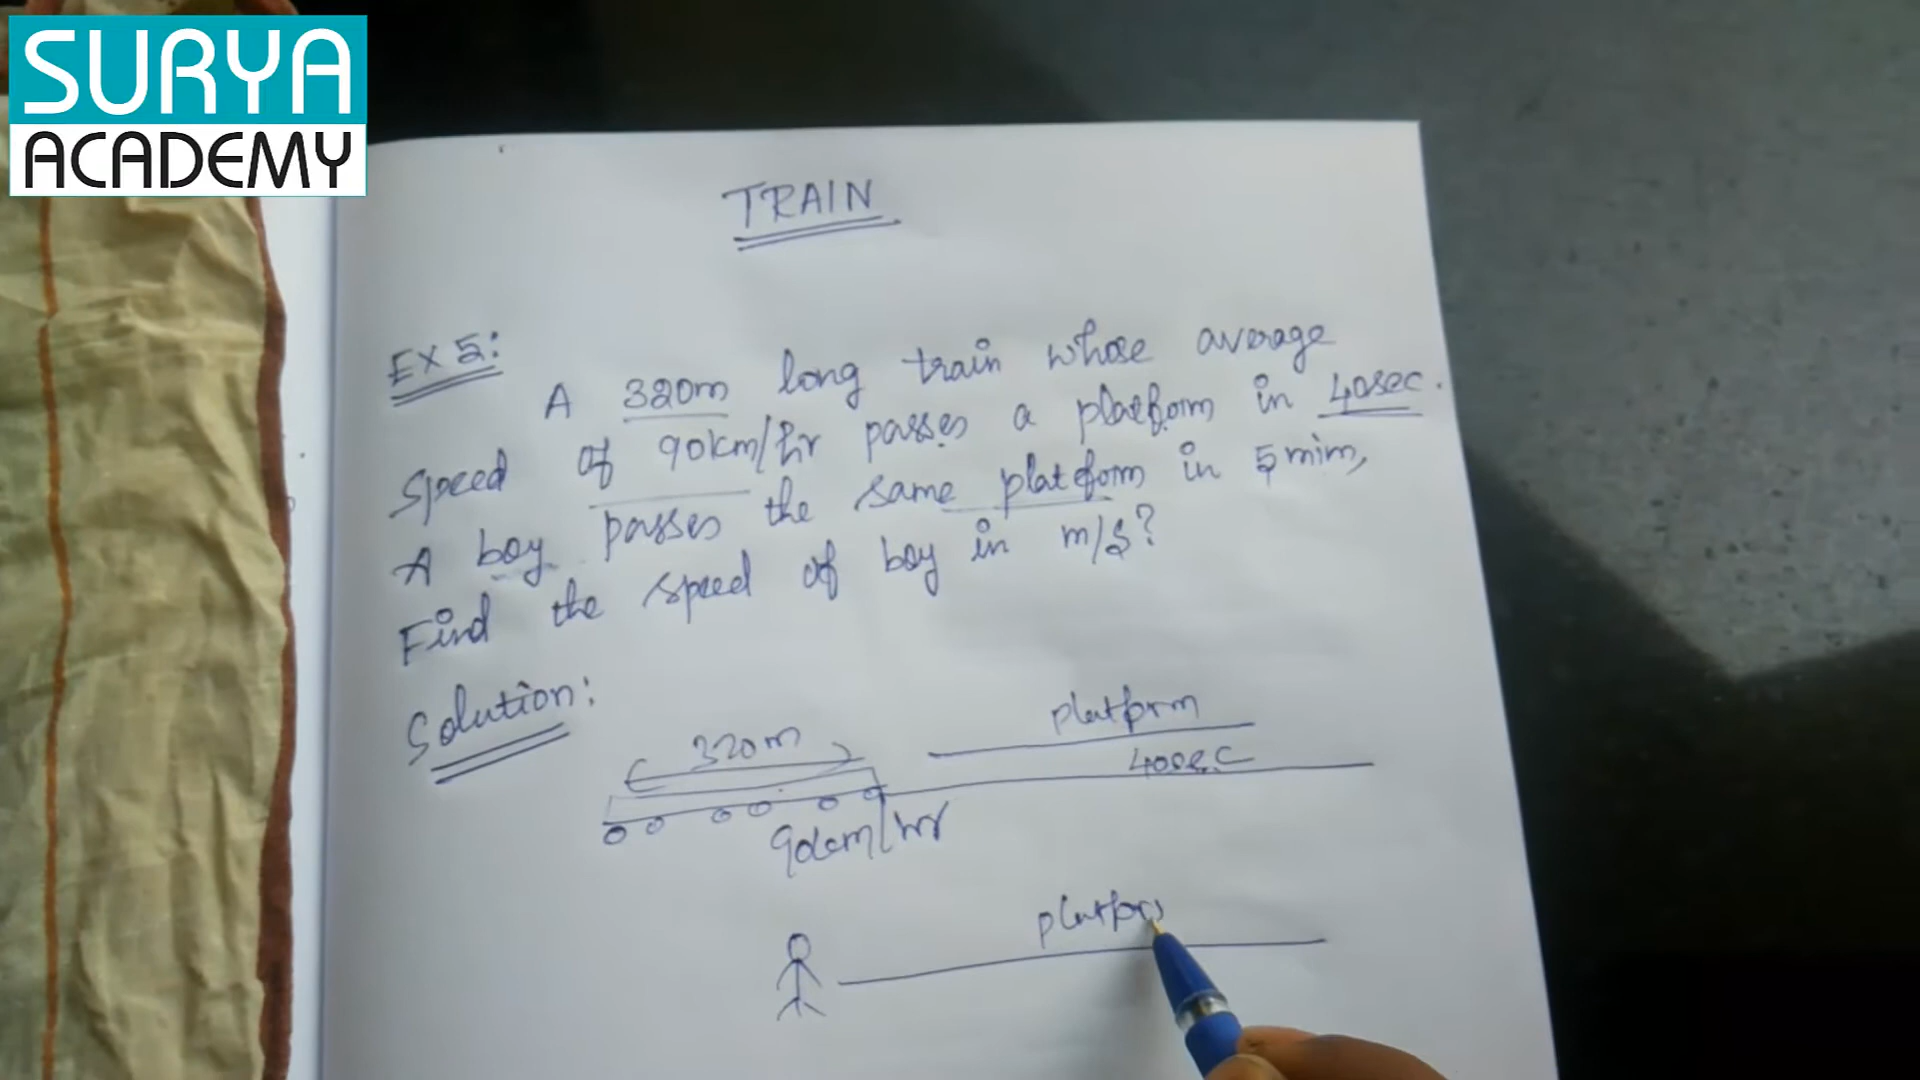 SURYA
ACADEMY
TRAIN
EX 5:
A 320m long train whose average
speed of 90km/hr passes a platform in 40sec.
A boy passes the same platform in 5 min,
Find the speed of boy in m/s?
Solution:
platform
320m
40sec
90km/hr
platfor